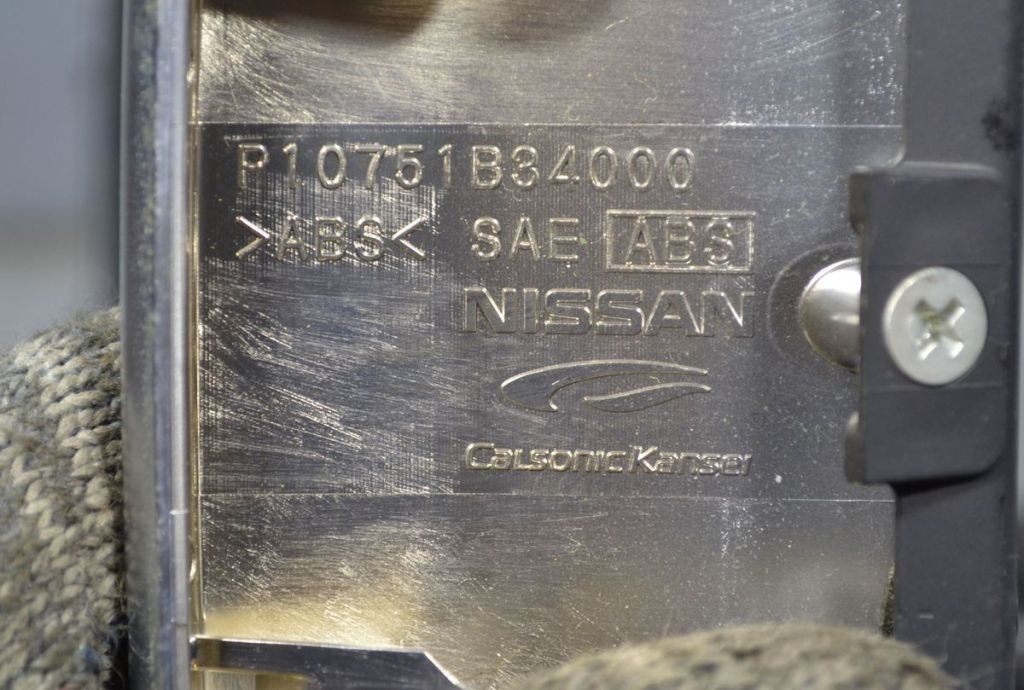 P10751B34000
>ABS< SAE ABS
NISSAN
CalsonicKansei